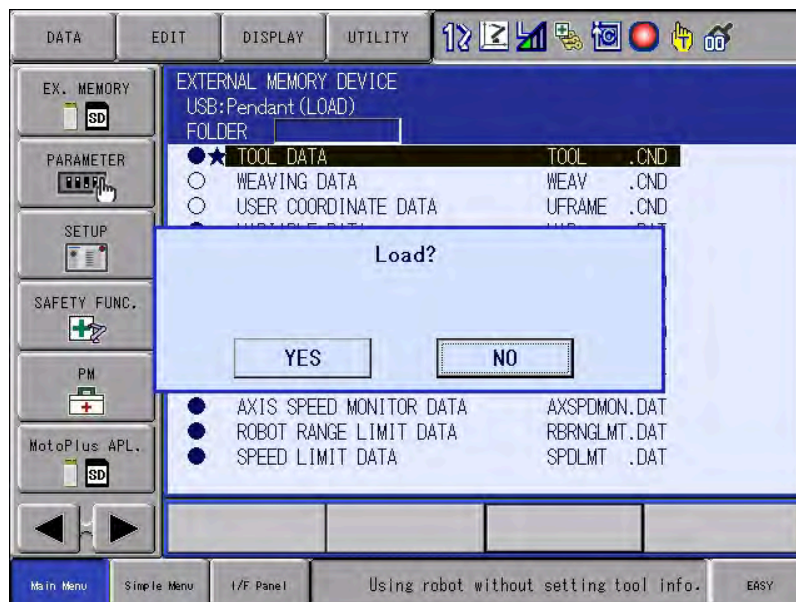 DATA
EDIT
DISPLAY
UTILITY
EX. MEMORY
SD
PARAMETER
SETUP
SAFETY FUNC.
PM
MotoPlus APL.
SD
EXTERNAL MEMORY DEVICE
USB:Pendant(LOAD)
FOLDER
TOOL DATA TOOL .CND
WEAVING DATA WEAV .CND
USER COORDINATE DATA UFRAME .CND
Load?
YES NO
AXIS SPEED MONITOR DATA AXSPDMON.DAT
ROBOT RANGE LIMIT DATA RBRNGLMT.DAT
SPEED LIMIT DATA SPDLMT .DAT
Main Menu
Simple Menu
I/F Panel
Using robot without setting tool info.
EASY